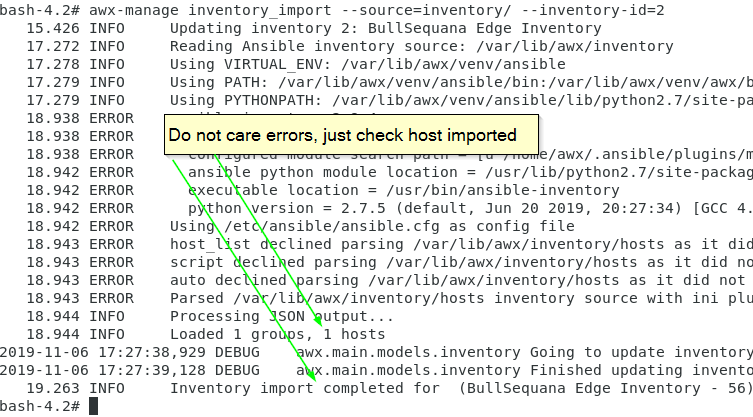 bash-4.2# awx-manage inventory_import --source=inventory/ --inventory-id=2
15.426 INFO Updating inventory 2: BullSequana Edge Inventory
17.272 INFO Reading Ansible inventory source: /var/lib/awx/inventory
17.278 INFO Using VIRTUAL_ENV: /var/lib/awx/venv/ansible
17.279 INFO Using PATH: /var/lib/awx/venv/ansible/bin:/var/lib/awx/venv/awx/b
17.279 INFO Using PYTHONPATH: /var/lib/awx/venv/ansible/lib/python2.7/site-pa
18.938 ERROR
18.938 ERROR
Do not care errors, just check host imported
18.938 ERROR configured module search path = [u'/home/awx/.ansible/plugins/m
18.942 ERROR ansible python module location = /usr/lib/python2.7/site-packag
18.942 ERROR executable location = /usr/bin/ansible-inventory
18.942 ERROR python version = 2.7.5 (default, Jun 20 2019, 20:27:34) [GCC 4.
18.942 ERROR Using /etc/ansible/ansible.cfg as config file
18.943 ERROR host_list declined parsing /var/lib/awx/inventory/hosts as it did
18.943 ERROR script declined parsing /var/lib/awx/inventory/hosts as it did no
18.943 ERROR auto declined parsing /var/lib/awx/inventory/hosts as it did not
18.943 ERROR Parsed /var/lib/awx/inventory/hosts inventory source with ini plu
18.944 INFO Processing JSON output...
18.944 INFO Loaded 1 groups, 1 hosts
2019-11-06 17:27:38,929 DEBUG awx.main.models.inventory Going to update inventory
2019-11-06 17:27:39,128 DEBUG awx.main.models.inventory Finished updating invento
19.263 INFO Inventory import completed for (BullSequana Edge Inventory - 56)
bash-4.2#